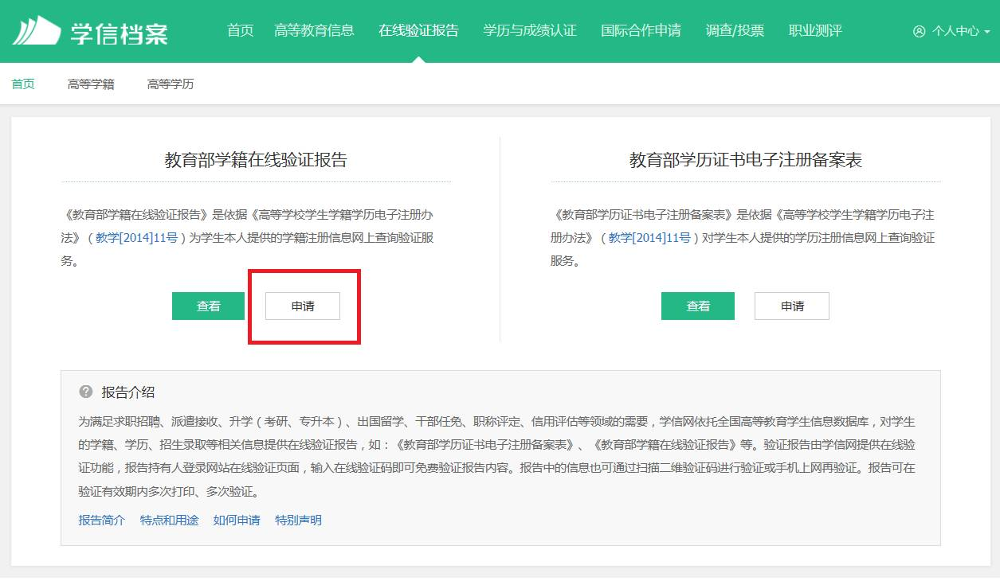 学信档案
首页 高等教育信息 在线验证报告 学历与成绩认证 国际合作申请 调查/投票 职业测评 个人中心
首页 高等学籍 高等学历
教育部学籍在线验证报告
《教育部学籍在线验证报告》是依据《高等学校学生学籍学历电子注册办
法》（教学[2014]11号）为学生本人提供的学籍注册信息网上查询验证服
务。
查看 申请
教育部学历证书电子注册备案表
《教育部学历证书电子注册备案表》是依据《高等学校学生学籍学历电子注
册办法》（教学[2014]11号）对学生本人提供的学历注册信息网上查询验证
服务。
查看 申请
? 报告介绍
为满足求职招聘、派遣接收、升学（考研、专升本）、出国留学、干部任免、职称评定、信用评估等领域的需要，学信网依托全国高等教育学生信息数据库，对学生
的学籍、学历、招生录取等相关信息提供在线验证报告，如：《教育部学历证书电子注册备案表》、《教育部学籍在线验证报告》等。验证报告由学信网提供在线验
证功能，报告持有人登录网站在线验证页面，输入在线验证码即可免费验证报告内容。报告中的信息也可通过扫描二维验证码进行验证或手机上网再验证。报告可在
验证有效期内多次打印、多次验证。
报告简介 特点和用途 如何申请 特别声明